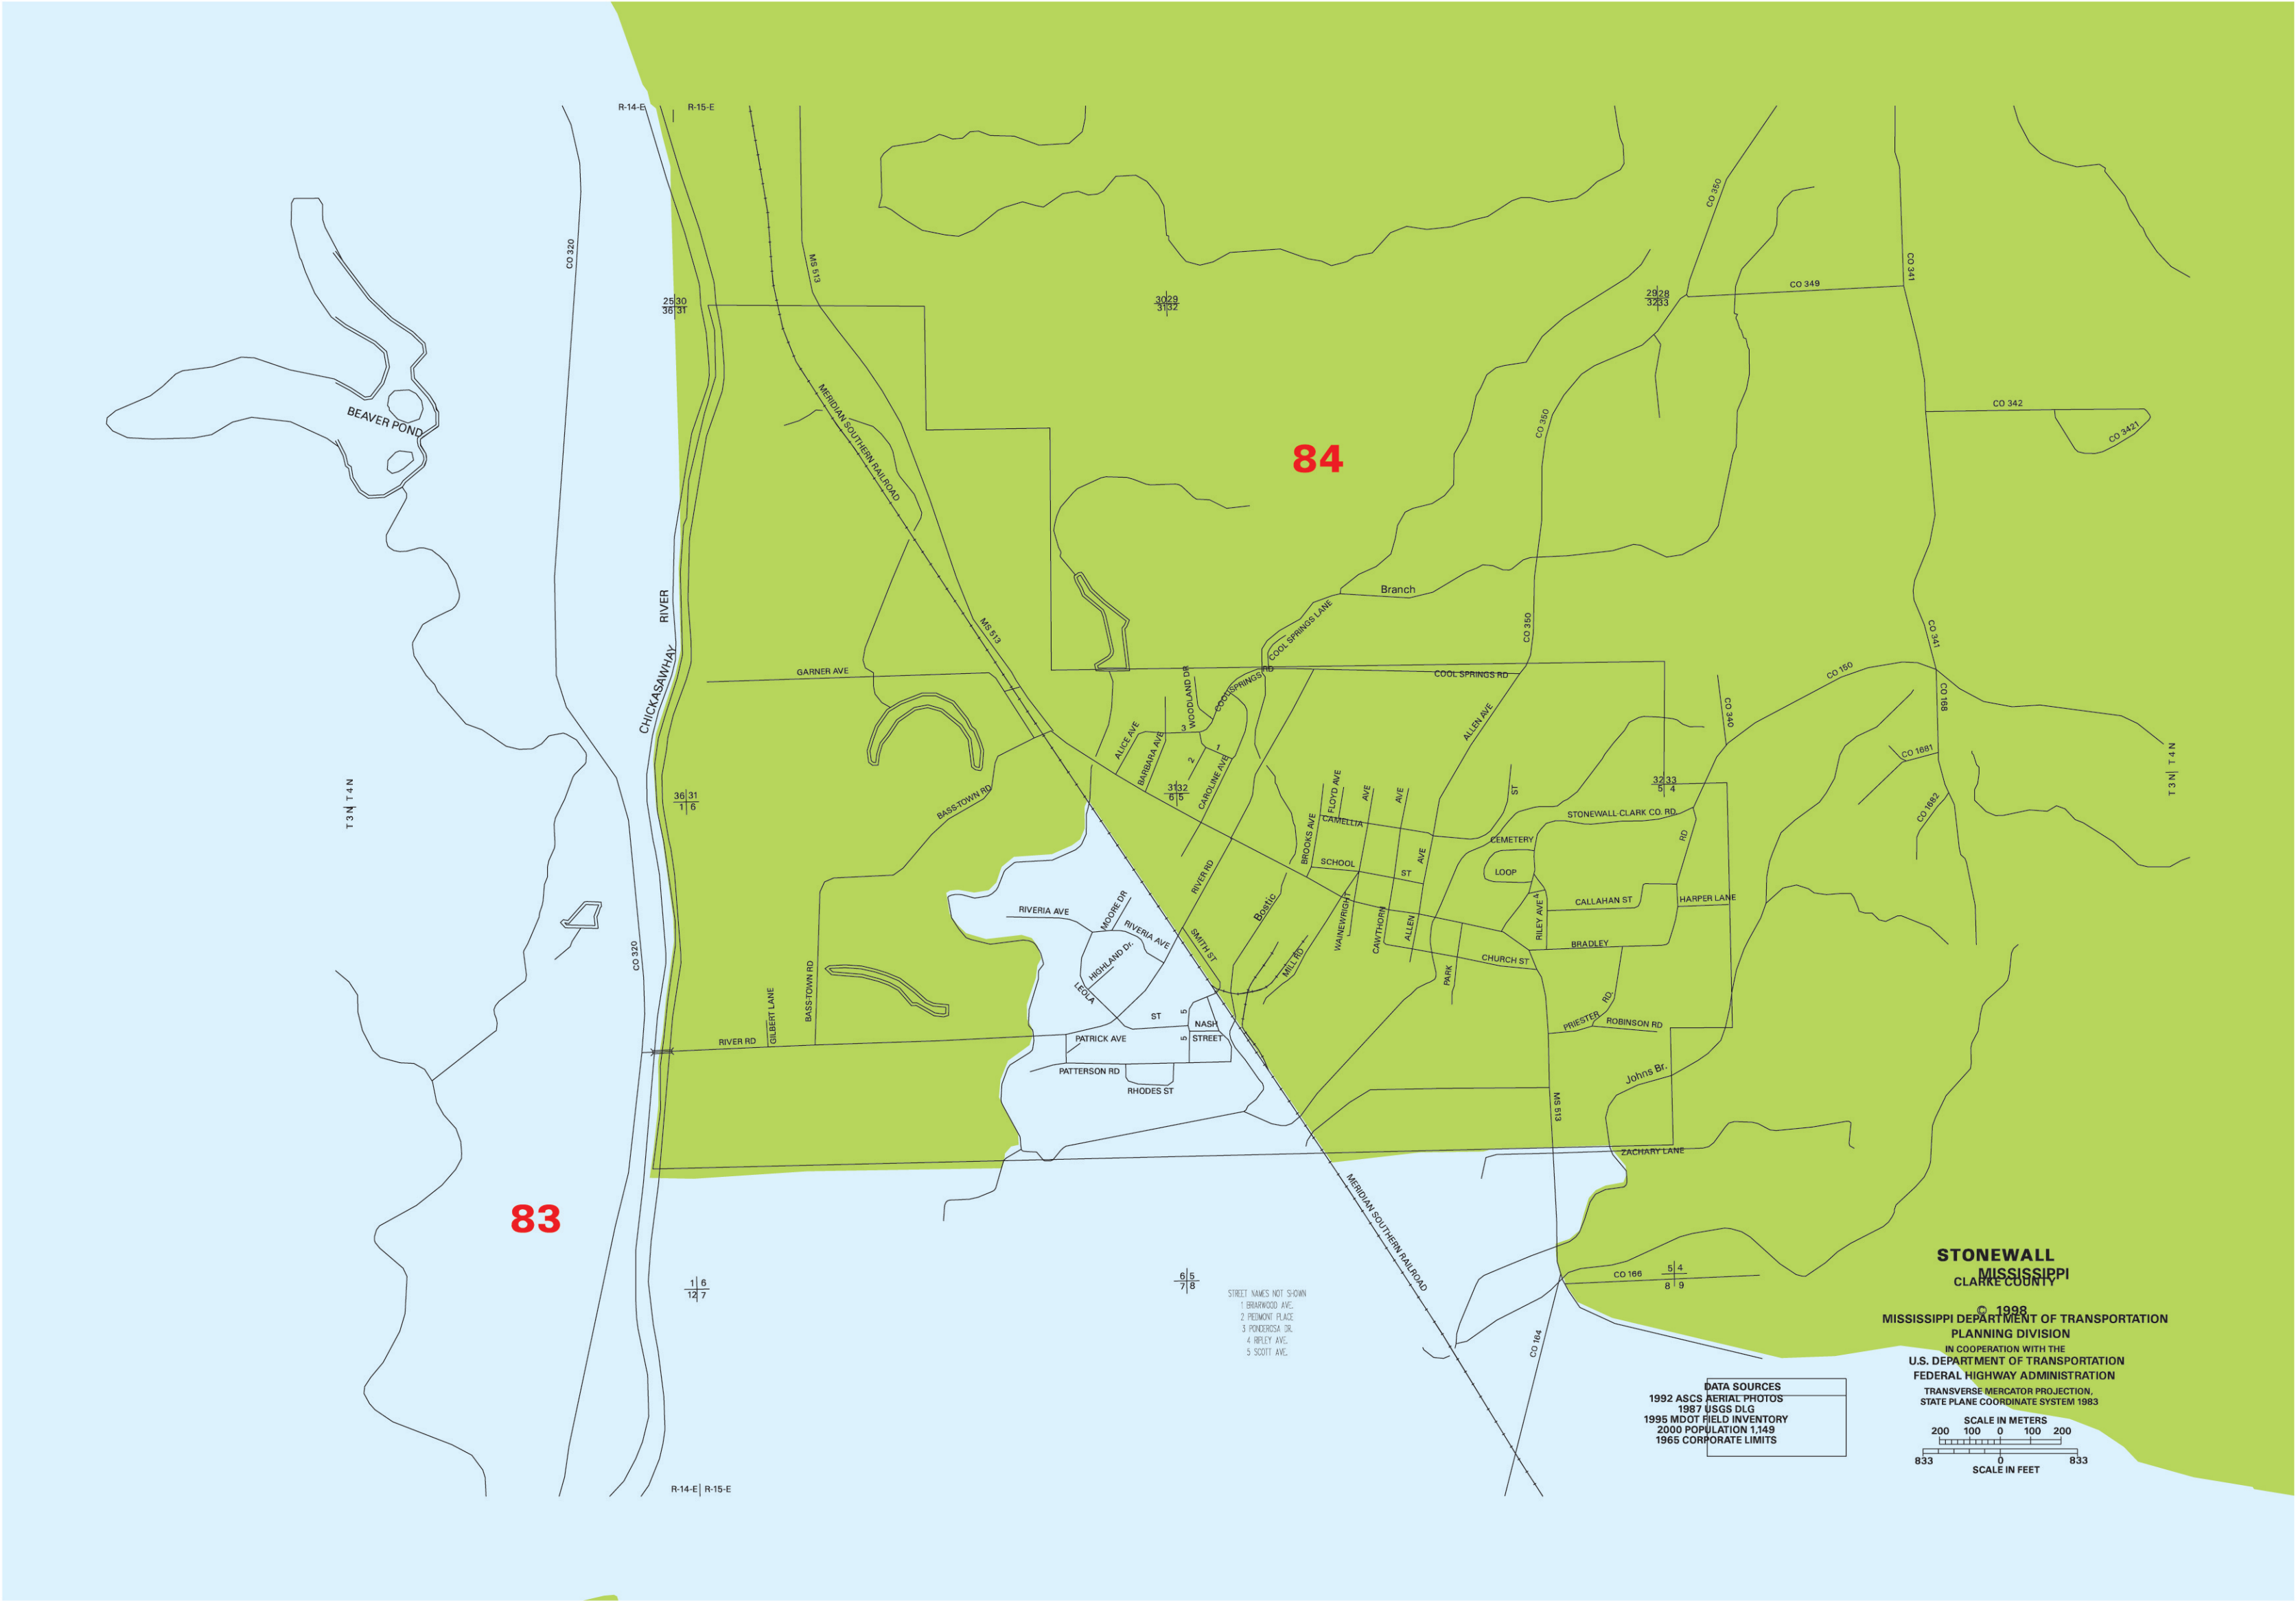 R-14-E
R-15-E
CO 320
MS 513
CO 350
CO 341
25 30
36 31
30 29
31 32
29 28
32 33
CO 349
BEAVER POND
MERIDIAN SOUTHERN RAILROAD
84
CO 350
CO 342
CO 3421
CHICKASAWHAY RIVER
MS 513
Branch
COOL SPRINGS LANE
CO 350
CO 341
GARNER AVE
WOODLAND DR
COOL SPRINGS RD
COOL SPRINGS RD
CO 150
CO 340
CO 168
ALLEN AVE
ALICE AVE
BARBARA AVE
3
1
2
CAROLINE AVE
T 3 N T 4 N
36 31
1 6
31 32
6 5
32 33
5 4
T 3 N T 4 N
CO 1681
CO 1682
BASS-TOWN RD
BROOKS AVE
FLOYD AVE
AVE
AVE
ST
CAMELLIA
STONEWALL-CLARK CO. RD.
RD
CEMETERY
LOOP
SCHOOL
ST
AVE
RIVER RD
CALLAHAN ST
HARPER LANE
4
RILEY AVE
RIVERIA AVE
MOORE DR
RIVERIA AVE
HIGHLAND Dr.
LEOLA
ST
SMITH ST
Bostic
MILL RD
WAINEWRIGHT
CAWTHORN
ALLEN
PARK
CHURCH ST
BRADLEY
CO 320
GILBERT LANE
BASS-TOWN RD
RIVER RD
5
NASH
5
STREET
PATRICK AVE
PATTERSON RD
RHODES ST
PRIESTER
RD.
ROBINSON RD
Johns Br.
MS 513
ZACHARY LANE
83
MERIDIAN SOUTHERN RAILROAD
1 6
12 7
6 5
7 8
5 4
8 9
CO 166
CO 164
STREET NAMES NOT SHOWN
1 BRIARWOOD AVE.
2 PIEDMONT PLACE
3 PONDEROSA DR.
4 RIPLEY AVE.
5 SCOTT AVE.
STONEWALL
MISSISSIPPI
CLARKE COUNTY
© 1998
MISSISSIPPI DEPARTMENT OF TRANSPORTATION
PLANNING DIVISION
IN COOPERATION WITH THE
U.S. DEPARTMENT OF TRANSPORTATION
FEDERAL HIGHWAY ADMINISTRATION
TRANSVERSE MERCATOR PROJECTION,
STATE PLANE COORDINATE SYSTEM 1983
SCALE IN METERS
200 100 0 100 200
833 0 833
SCALE IN FEET
DATA SOURCES
1992 ASCS AERIAL PHOTOS
1987 USGS DLG
1995 MDOT FIELD INVENTORY
2000 POPULATION 1,149
1965 CORPORATE LIMITS
R-14-E R-15-E